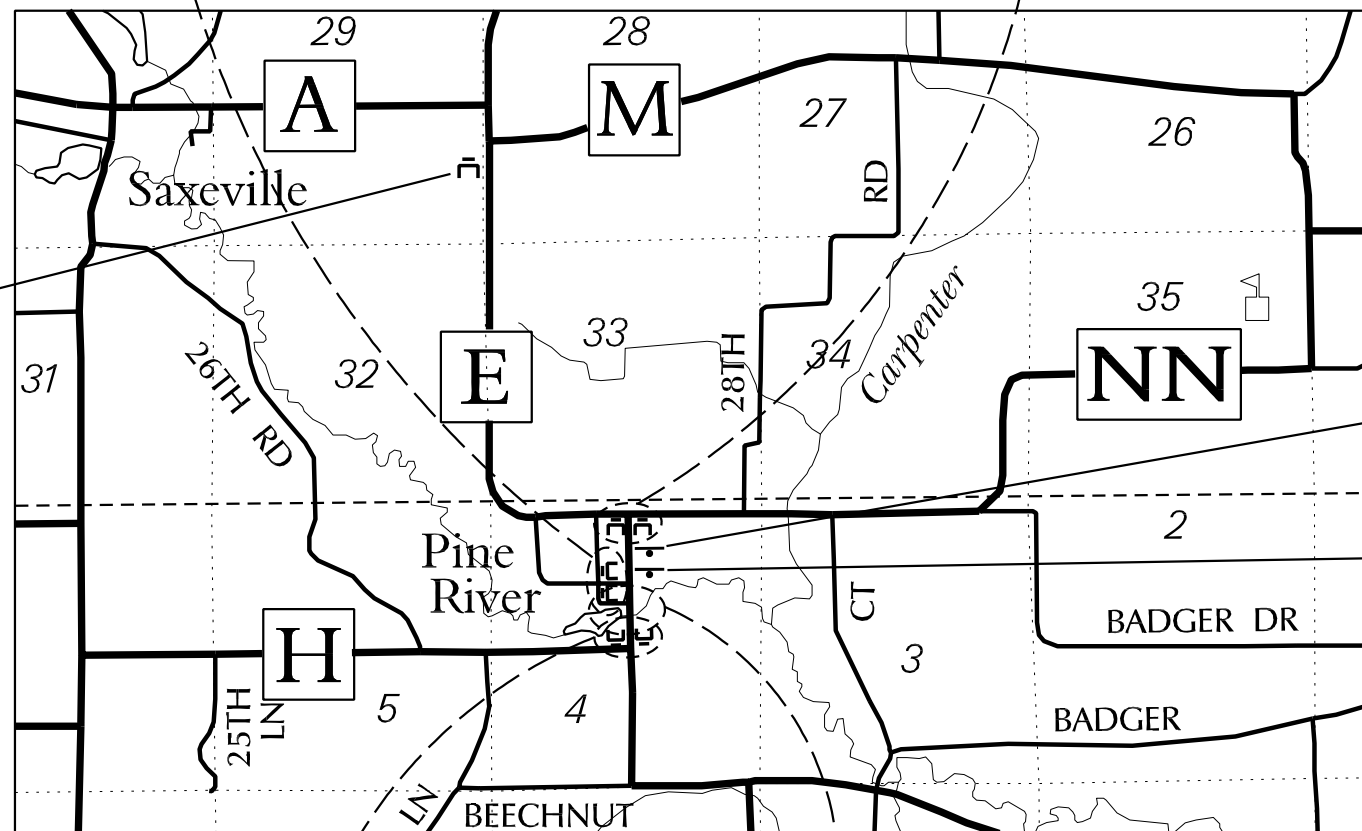 29
28
A
M
27
26
RD
Saxeville
Carpenter
35
33
31
32
E
28TH
34
NN
26TH RD
2
Pine
River
CT
BADGER DR
H
3
25TH
LN
5
4
BADGER
LN
BEECHNUT